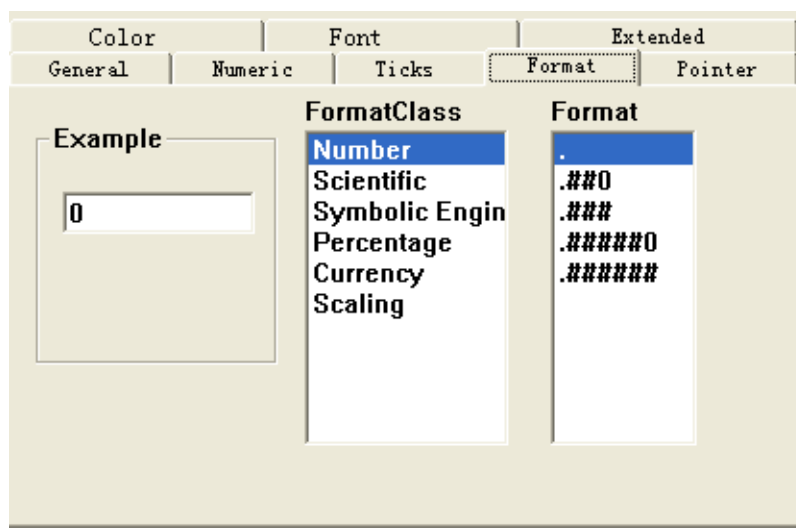 Color Font Extended
General Numeric Ticks Format Pointer
Example
0
FormatClass
Number
Scientific
Symbolic Engin
Percentage
Currency
Scaling
Format
.
.##0
.###
.#####0
.######